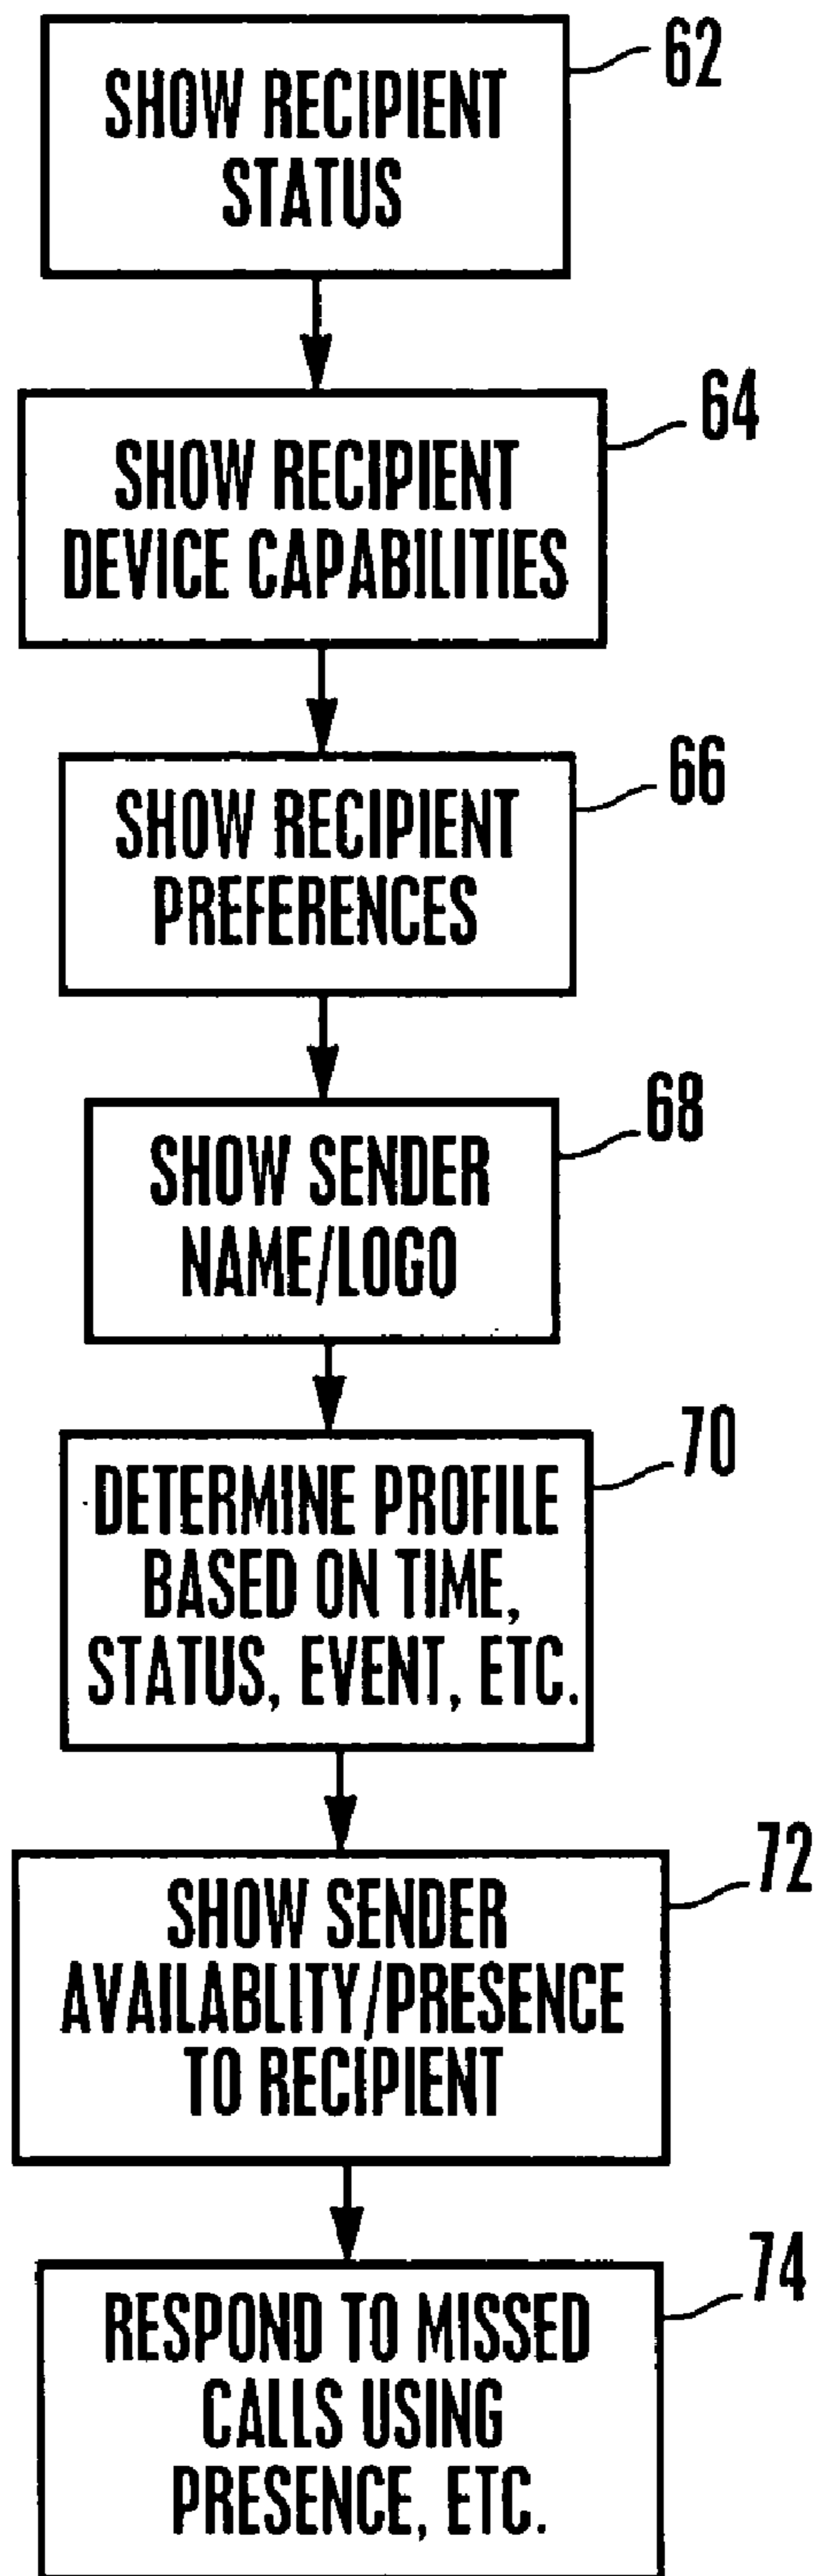 62
SHOW RECIPIENT
STATUS
64
SHOW RECIPIENT
DEVICE CAPABILITIES
66
SHOW RECIPIENT
PREFERENCES
68
SHOW SENDER
NAME/LOGO
70
DETERMINE PROFILE
BASED ON TIME,
STATUS, EVENT, ETC.
72
SHOW SENDER
AVAILABLITY/PRESENCE
TO RECIPIENT
74
RESPOND TO MISSED
CALLS USING
PRESENCE, ETC.